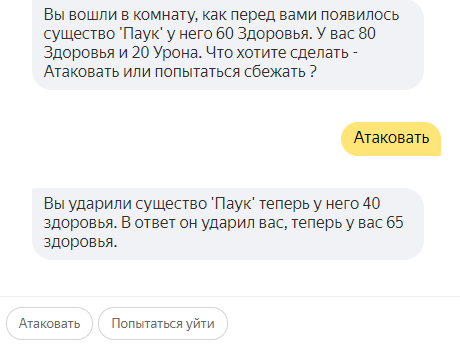 Вы вошли в комнату, как перед вами появилось
существо 'Паук' у него 60 Здоровья. У вас 80
Здоровья и 20 Урона. Что хотите сделать -
Атаковать или попытаться сбежать ?
Атаковать
Вы ударили существо 'Паук' теперь у него 40
здоровья. В ответ он ударил вас, теперь у вас 65
здоровья.
Атаковать
Попытаться уйти